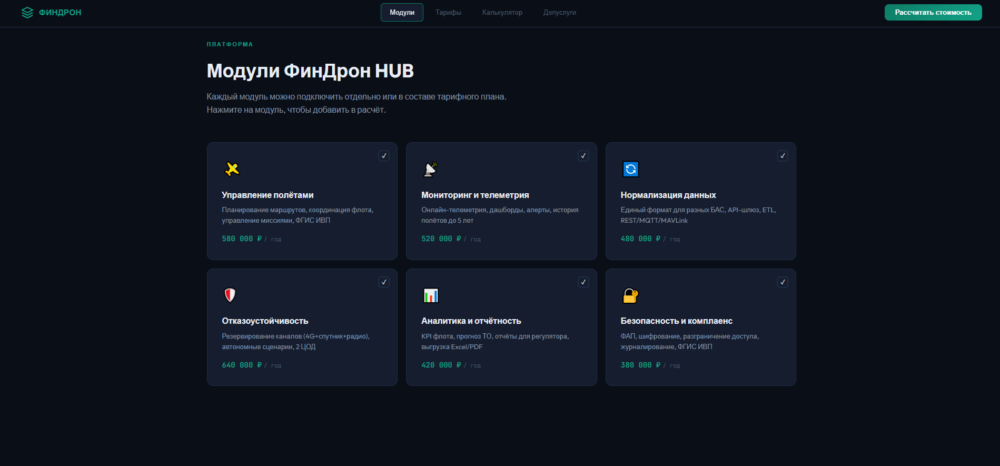 ФИНДРОН
Модули
Тарифы
Калькулятор
Допуслуги
Рассчитать стоимость
ПЛАТФОРМА
Модули ФинДрон HUB
Каждый модуль можно подключить отдельно или в составе тарифного плана.
Нажмите на модуль, чтобы добавить в расчёт.
Управление полётами
Планирование маршрутов, координация флота,
управление миссиями, ФГИС ИВП
580 000 ₽ / год
Мониторинг и телеметрия
Онлайн-телеметрия, дашборды, алерты, история
полётов до 5 лет
520 000 ₽ / год
Нормализация данных
Единый формат для разных БАС, API-шлюз, ETL,
REST/MQTT/MAVLink
480 000 ₽ / год
Отказоустойчивость
Резервирование каналов (4G+спутник+радио),
автономные сценарии, 2 ЦОД
640 000 ₽ / год
Аналитика и отчётность
KPI флота, прогноз ТО, отчёты для регулятора,
выгрузка Excel/PDF
420 000 ₽ / год
Безопасность и комплаенс
ФАП, шифрование, разграничение доступа,
журналирование, ФГИС ИВП
380 000 ₽ / год